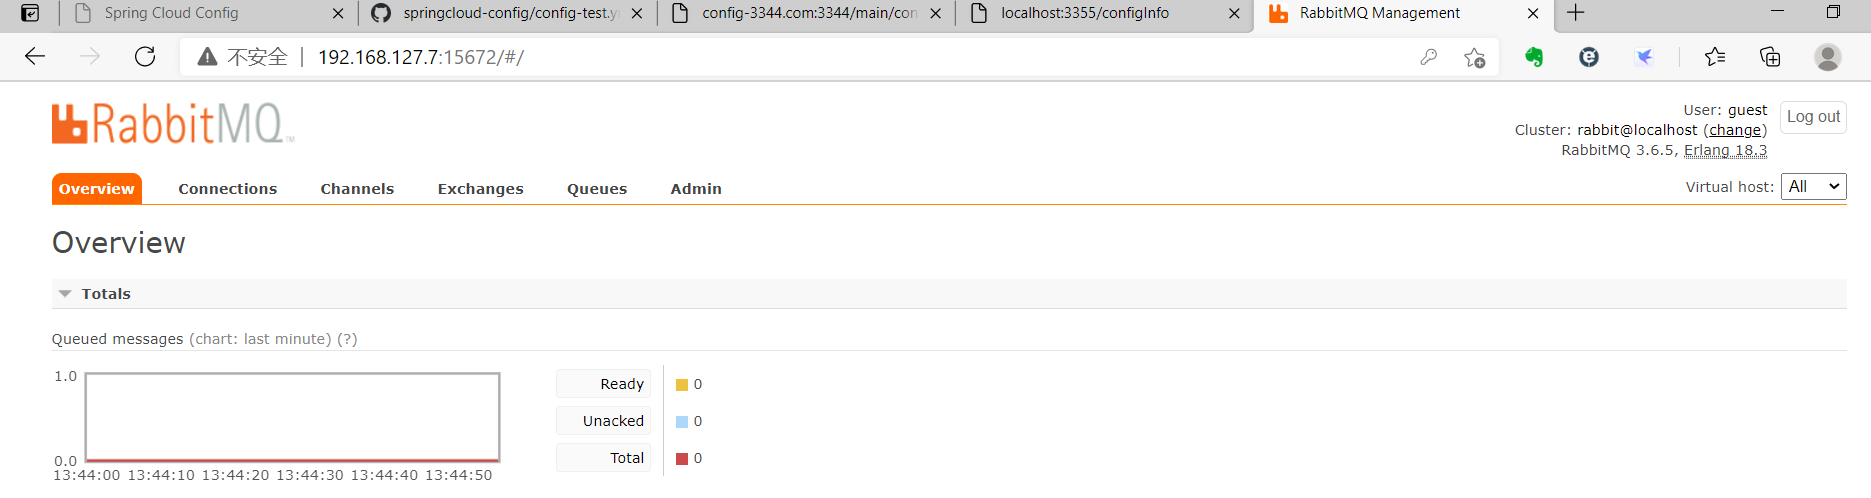 Spring Cloud Config
springcloud-config/config-test.y
config-3344.com:3344/main/con
localhost:3355/configInfo
RabbitMQ Management
不安全 | 192.168.127.7:15672/#/
RabbitMQ™
User: guest
Log out
Cluster: rabbit@localhost (change)
RabbitMQ 3.6.5, Erlang 18.3
Overview Connections Channels Exchanges Queues Admin
Virtual host: All
Overview
Totals
Queued messages (chart: last minute) (?)
1.0
0.0
13:44:00 13:44:10 13:44:20 13:44:30 13:44:40 13:44:50
Ready 0
Unacked 0
Total 0